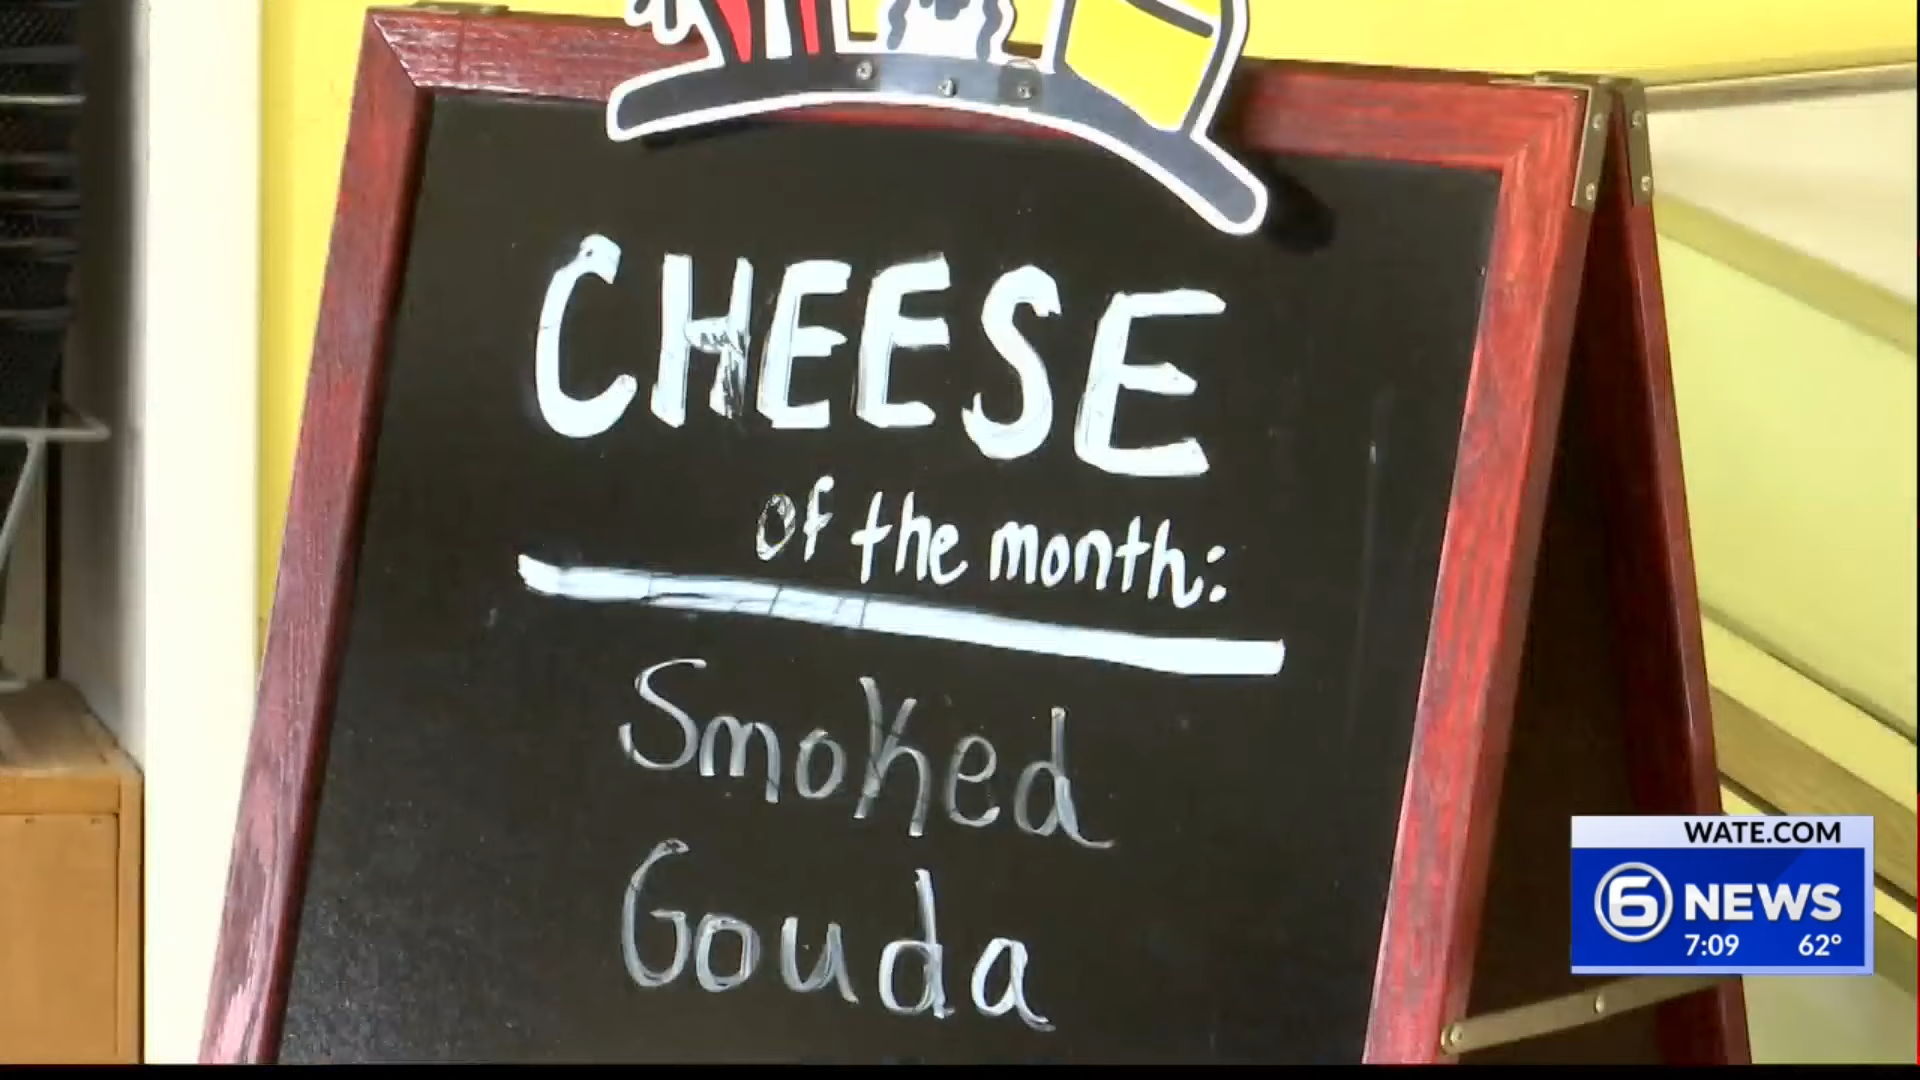 CHEESE
of the month:
Smoked
Gouda
WATE.COM
6 NEWS
7:09 62°